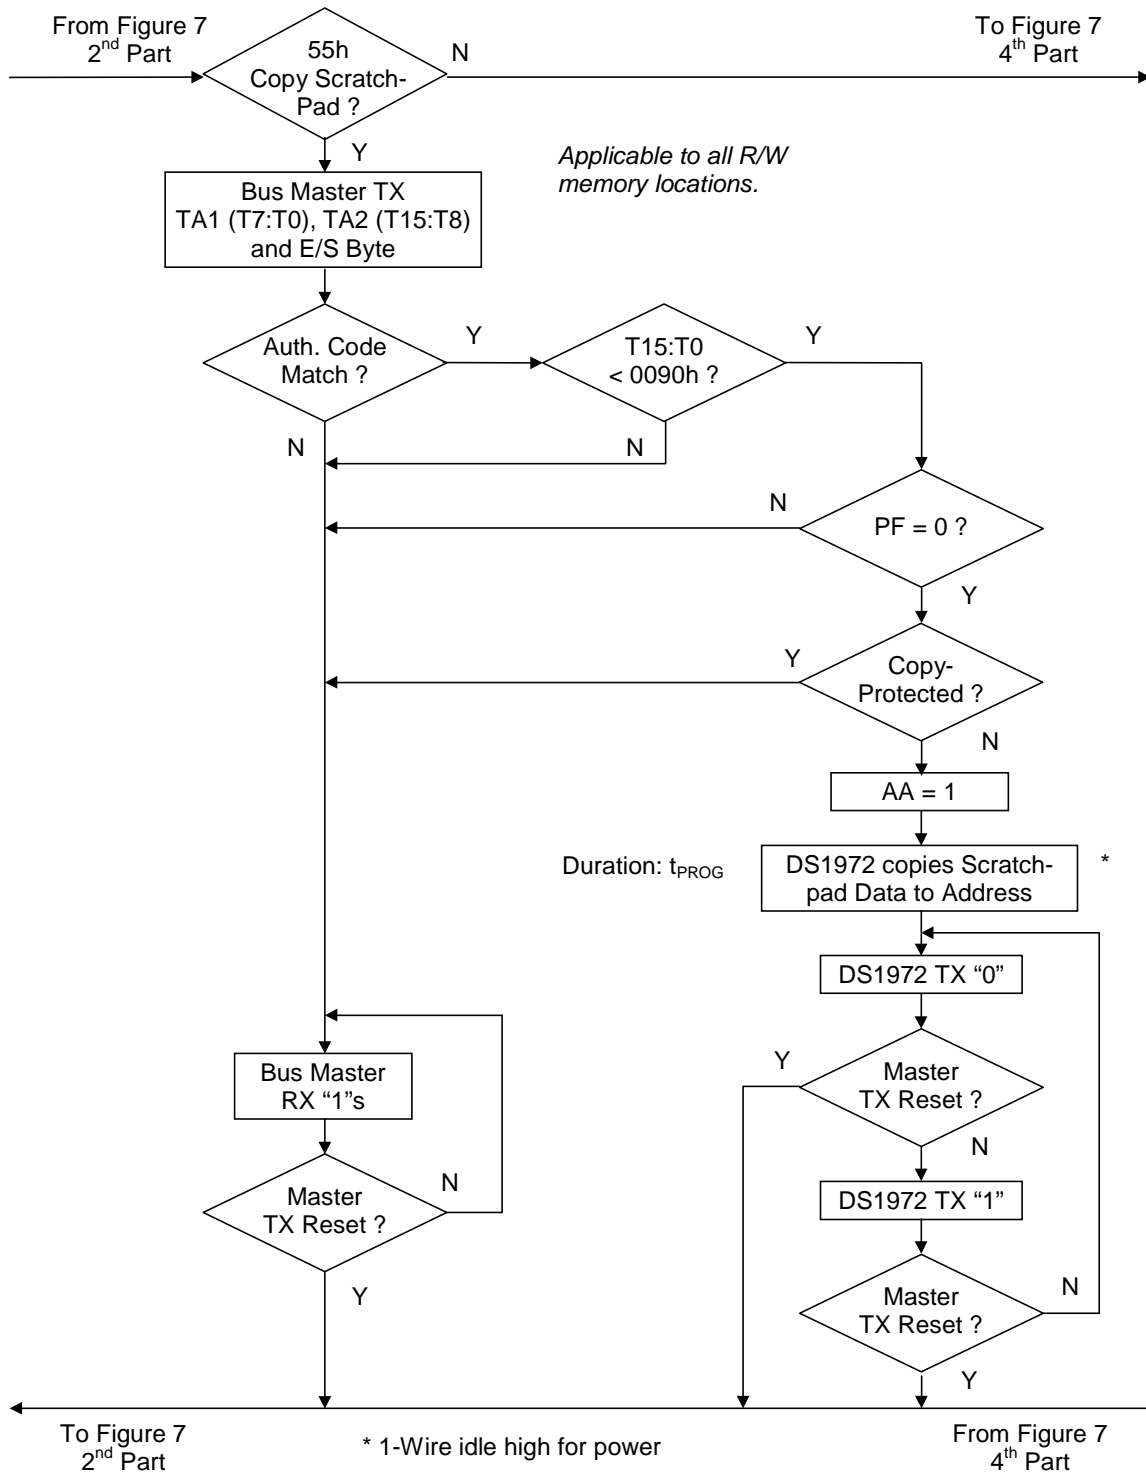 From Figure 7
2nd Part
55h
Copy Scratch-
Pad ?
N
To Figure 7
4th Part
Y
Applicable to all R/W
memory locations.
Bus Master TX
TA1 (T7:T0), TA2 (T15:T8)
and E/S Byte
Auth. Code
Match ?
Y
T15:T0
< 0090h ?
Y
N
N
N
PF = 0 ?
Y
Y
Copy-
Protected ?
N
AA = 1
Duration: tPROG
DS1972 copies Scratch-
pad Data to Address
*
DS1972 TX “0”
Y
Master
TX Reset ?
N
Bus Master
RX “1”s
DS1972 TX “1”
Master
TX Reset ?
N
Y
Master
TX Reset ?
N
Y
To Figure 7
2nd Part
* 1-Wire idle high for power
From Figure 7
4th Part